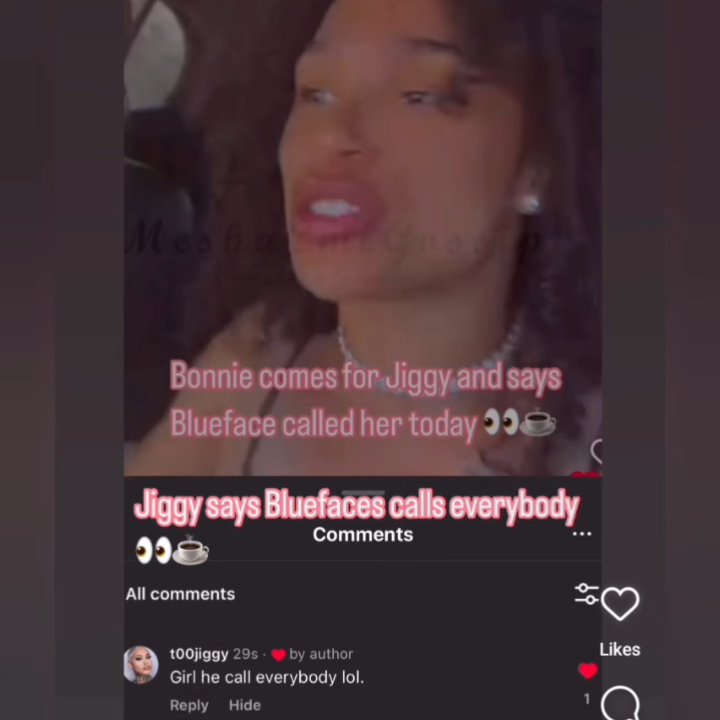 Bonnie comes for Jiggy and says
Blueface called her today 👀☕
Jiggy says Bluefaces calls everybody
👀☕
Comments
All comments
t00jiggy 29s · ❤️ by author
Girl he call everybody lol.
Reply Hide
1
Likes